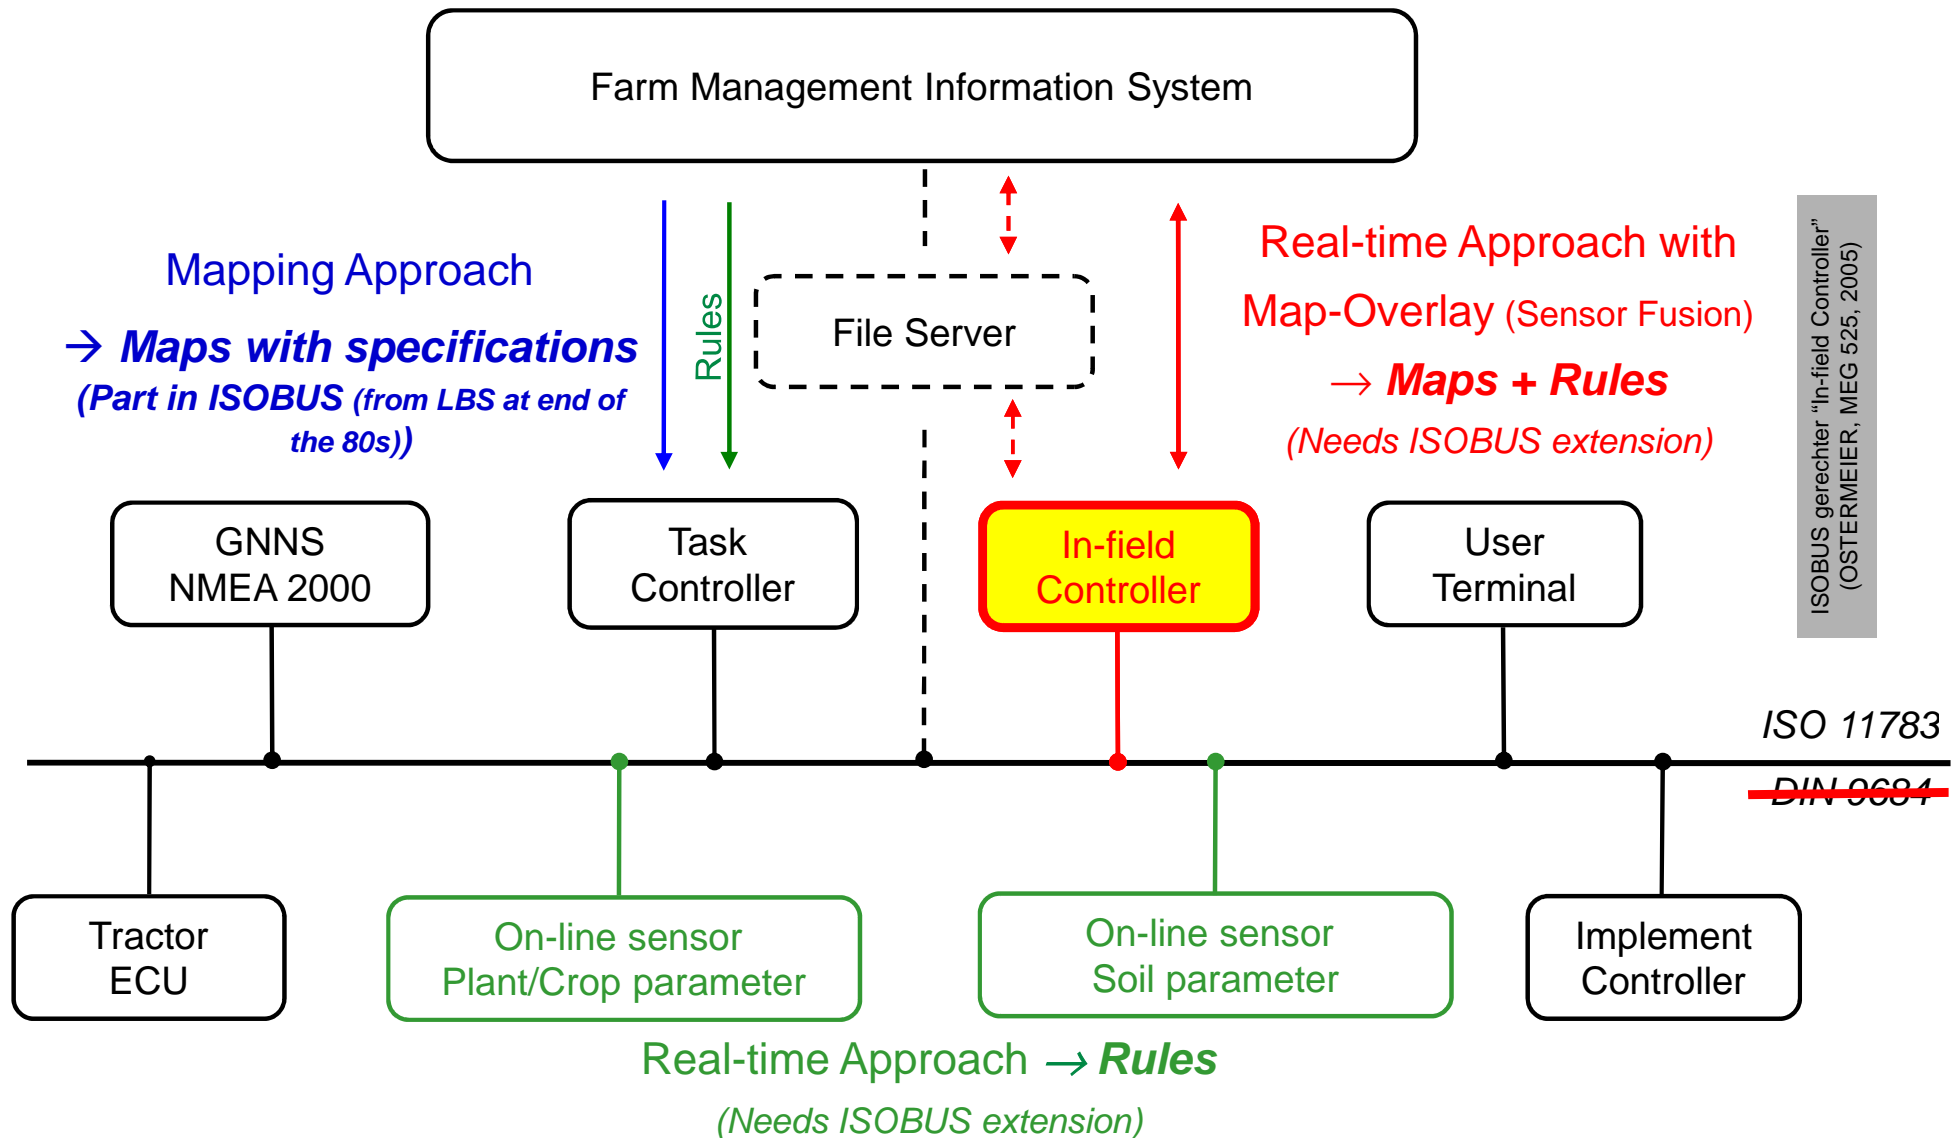 Farm Management Information System
Mapping Approach
→ Maps with specifications
(Part in ISOBUS (from LBS at end of
the 80s))
Rules
File Server
Real-time Approach with
Map-Overlay (Sensor Fusion)
→ Maps + Rules
(Needs ISOBUS extension)
ISOBUS gerechter "In-field Controller"
(OSTERMEIER, MEG 525, 2005)
GNNS
NMEA 2000
Task
Controller
In-field
Controller
User
Terminal
ISO 11783
DIN 9684
Tractor
ECU
On-line sensor
Plant/Crop parameter
On-line sensor
Soil parameter
Implement
Controller
Real-time Approach → Rules
(Needs ISOBUS extension)